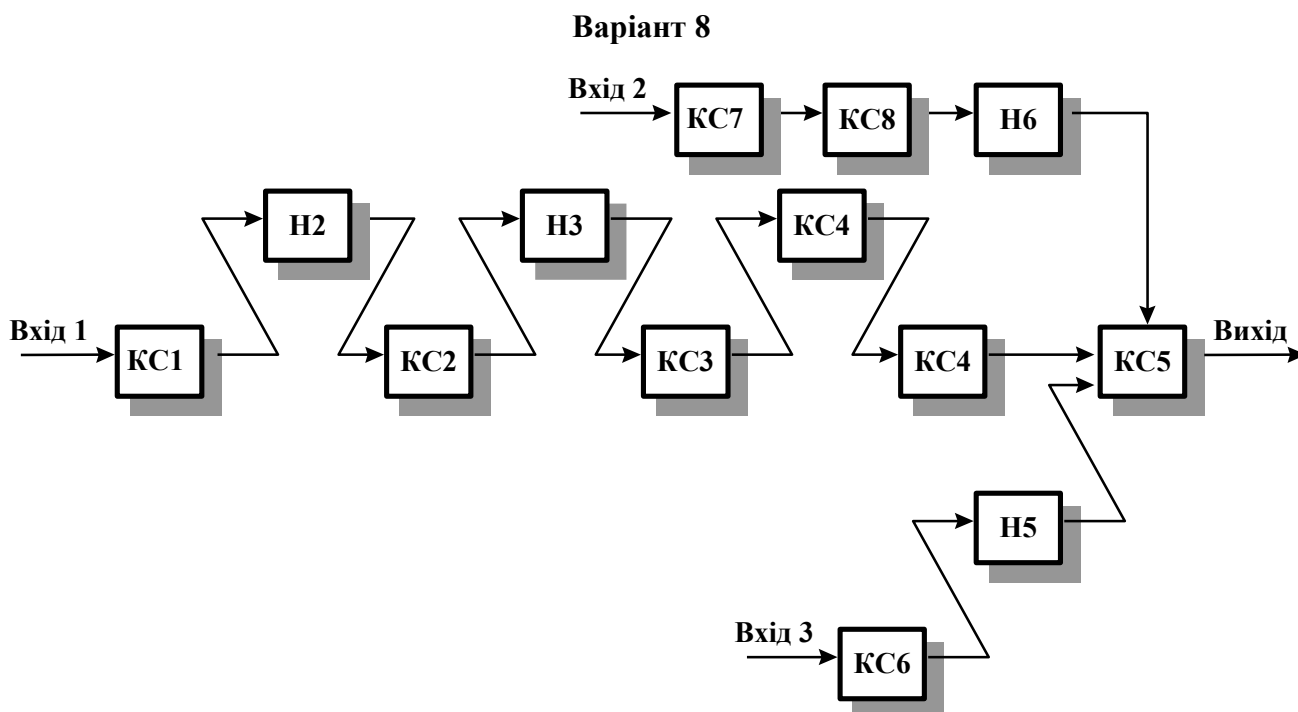 Варіант 8
Вхід 2
КС7
КС8
Н6
Н2
Н3
КС4
Вхід 1
КС1
КС2
КС3
КС4
КС5
Вихід
Н5
Вхід 3
КС6